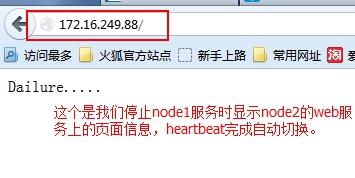 172.16.249.88/
访问最多 火狐官方站点 新手上路 常用网址 淘 爱
Dailure.....
这个是我们停止node1服务时显示node2的web服
务上的页面信息，heartbeat完成自动切换。